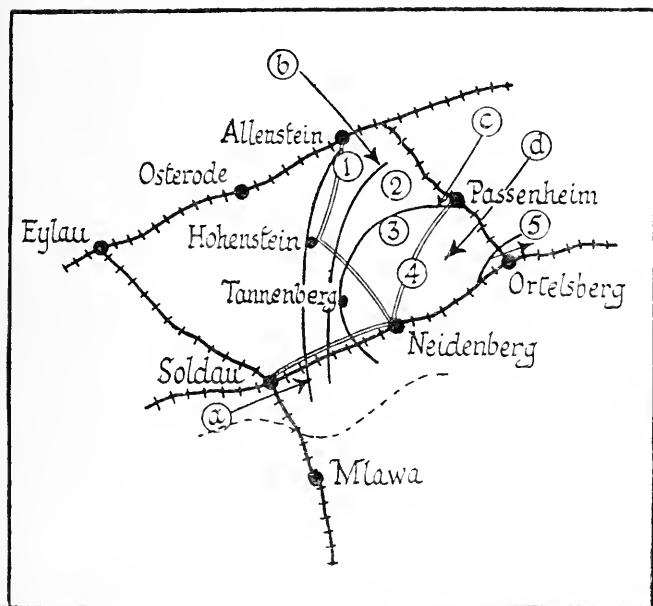 b
Allenstein
1
c
Osterode
2
d
Passenheim
Eylau
Hohenstein
3
5
4
Ortelsberg
Tannenberg
Neidenberg
Soldau
a
Mlawa